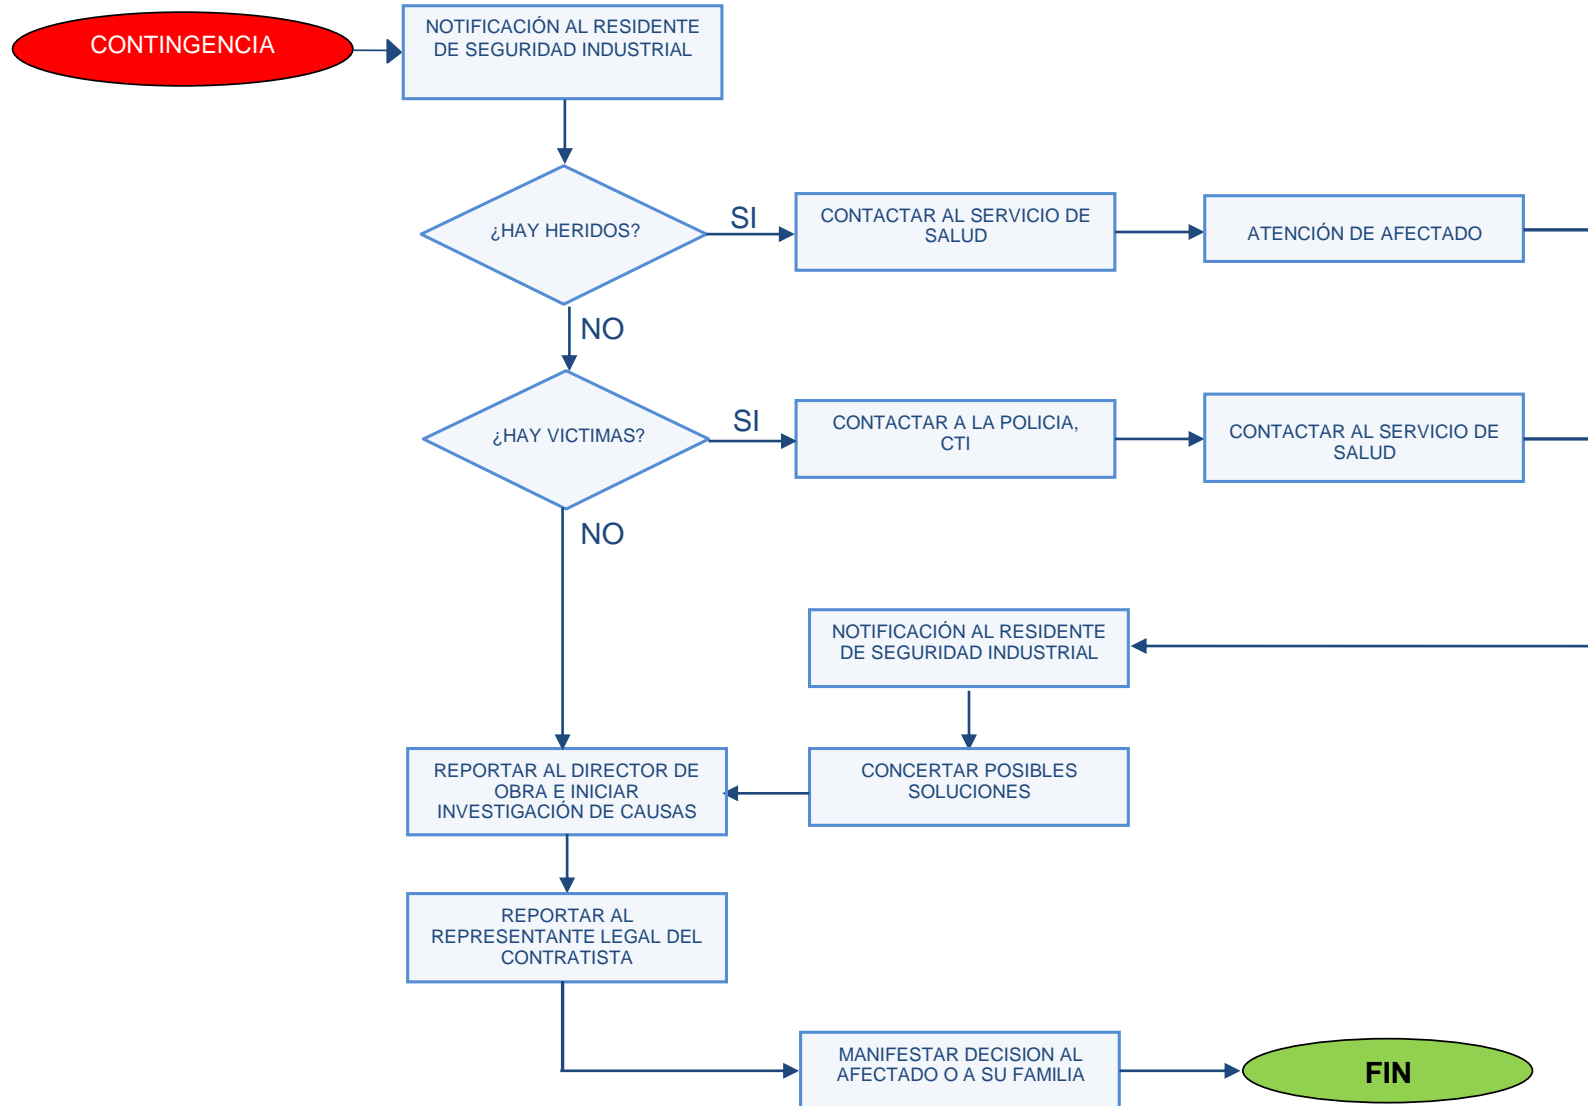 CONTINGENCIA
NOTIFICACIÓN AL RESIDENTE
DE SEGURIDAD INDUSTRIAL
¿HAY HERIDOS?
SI
CONTACTAR AL SERVICIO DE
SALUD
ATENCIÓN DE AFECTADO
NO
¿HAY VICTIMAS?
SI
CONTACTAR A LA POLICIA,
CTI
CONTACTAR AL SERVICIO DE
SALUD
NO
NOTIFICACIÓN AL RESIDENTE
DE SEGURIDAD INDUSTRIAL
REPORTAR AL DIRECTOR DE
OBRA E INICIAR
INVESTIGACIÓN DE CAUSAS
CONCERTAR POSIBLES
SOLUCIONES
REPORTAR AL
REPRESENTANTE LEGAL DEL
CONTRATISTA
MANIFESTAR DECISION AL
AFECTADO O A SU FAMILIA
FIN